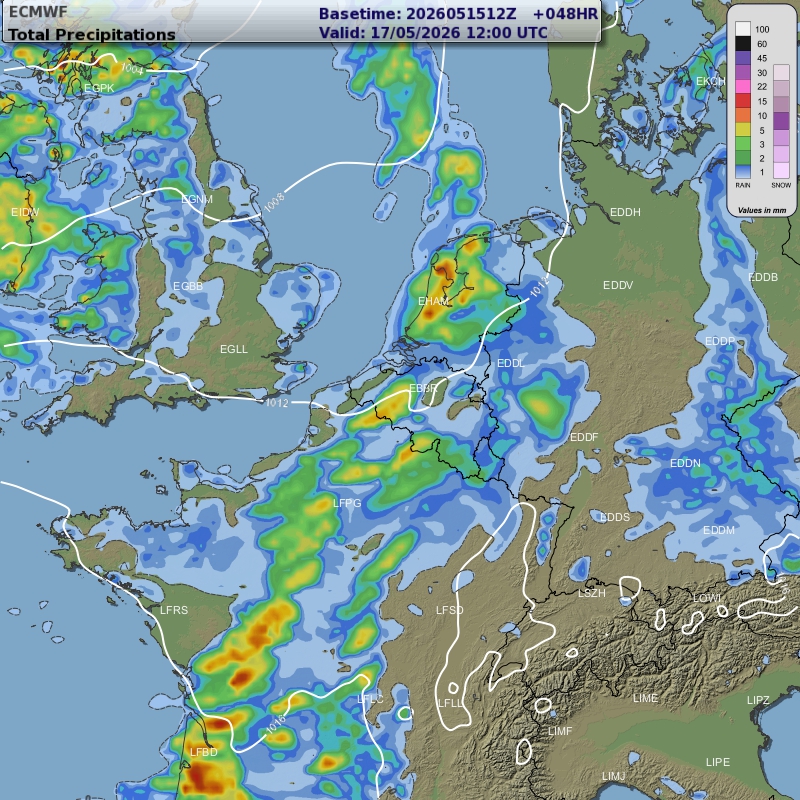 ECMWF
Basetime: 2026051512Z +048HR
Total Precipitations
Valid: 17/05/2026 12:00 UTC
100
60
45
30
22
15
10
5
3
2
1
RAIN
SNOW
Values in mm
1004
EGPK
EKCH
EGNM
1008
EIDW
EDDH
EGBB
EDDB
EDDV
1012
EHAM
EGLL
EDDP
EDDL
EBBR
1012
EDDF
EDDN
LFPG
EDDS
EDDM
LSZH
LOWI
LFRS
LFSD
LFLC
LFLL
LIME
LIPZ
1016
LIMF
LFBD
LIPE
LIMJ